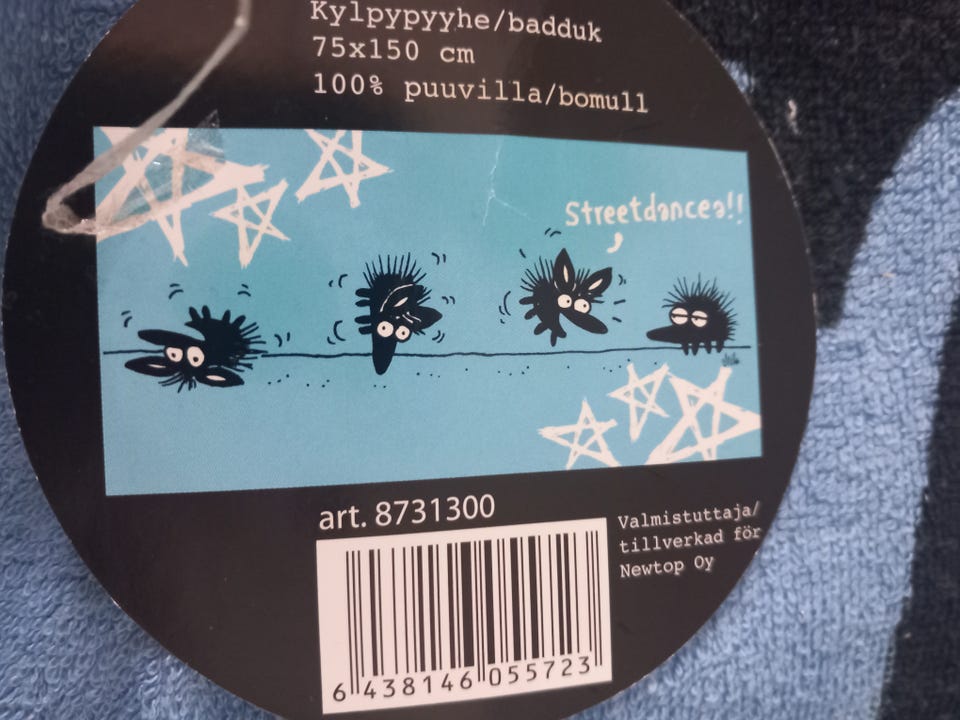 Kylpypyyhe/badduk
75x150 cm
100% puuvilla/bomull
Streetdancea!!
art. 8731300
Valmistuttaja/
tillverkad för
Newtop Oy
6 438146 055723